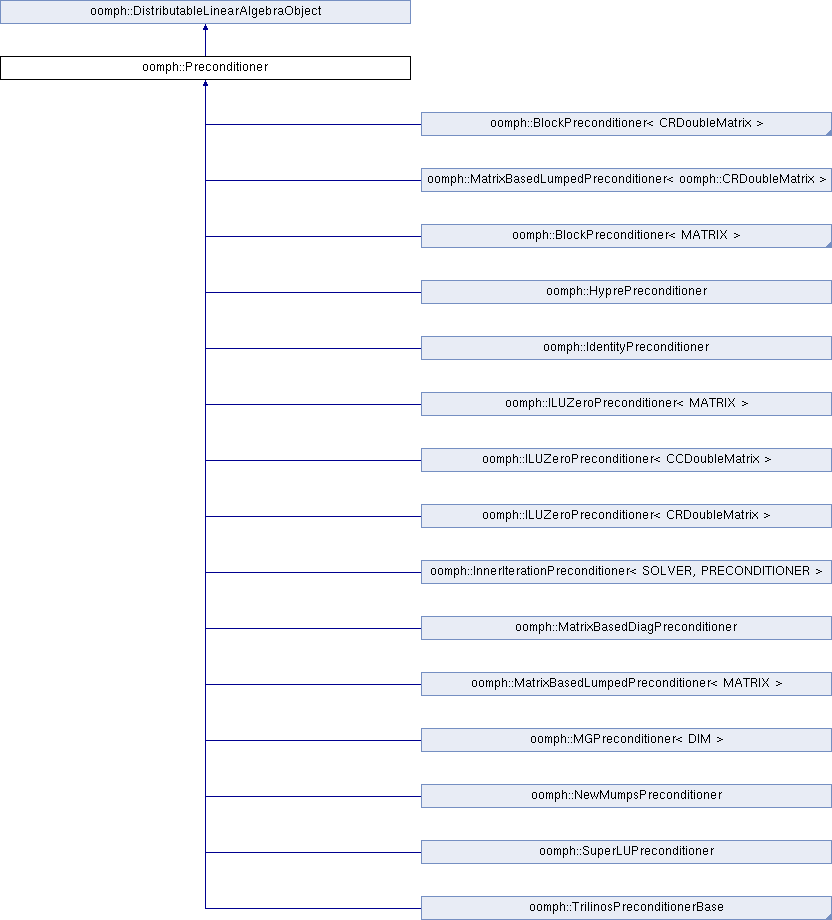 oomph::DistributableLinearAlgebraObject
oomph::Preconditioner
oomph::BlockPreconditioner< CRDoubleMatrix >
oomph::MatrixBasedLumpedPreconditioner< oomph::CRDoubleMatrix >
oomph::BlockPreconditioner< MATRIX >
oomph::HyprePreconditioner
oomph::IdentityPreconditioner
oomph::ILUZeroPreconditioner< MATRIX >
oomph::ILUZeroPreconditioner< CCDoubleMatrix >
oomph::ILUZeroPreconditioner< CRDoubleMatrix >
oomph::InnerIterationPreconditioner< SOLVER, PRECONDITIONER >
oomph::MatrixBasedDiagPreconditioner
oomph::MatrixBasedLumpedPreconditioner< MATRIX >
oomph::MGPreconditioner< DIM >
oomph::NewMumpsPreconditioner
oomph::SuperLUPreconditioner
oomph::TrilinosPreconditionerBase